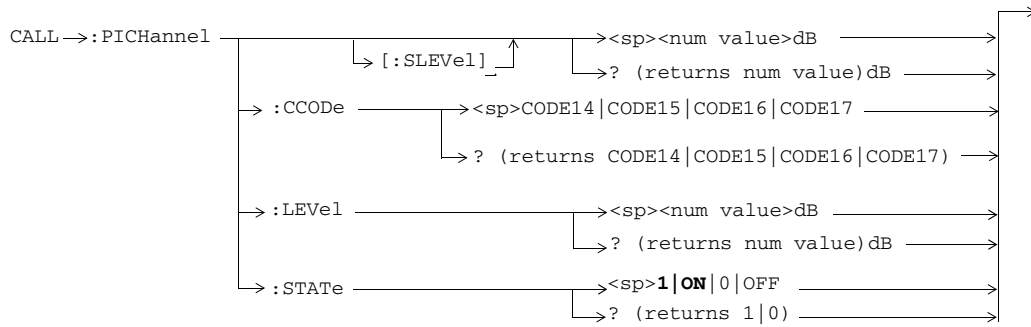 CALL :PICHannel <sp><num value>dB
[:SLEVel]
? (returns num value)dB
:CCODe <sp>CODE14|CODE15|CODE16|CODE17
? (returns CODE14|CODE15|CODE16|CODE17)
:LEVel <sp><num value>dB
? (returns num value)dB
:STATe <sp>1|ON|0|OFF
? (returns 1|0)